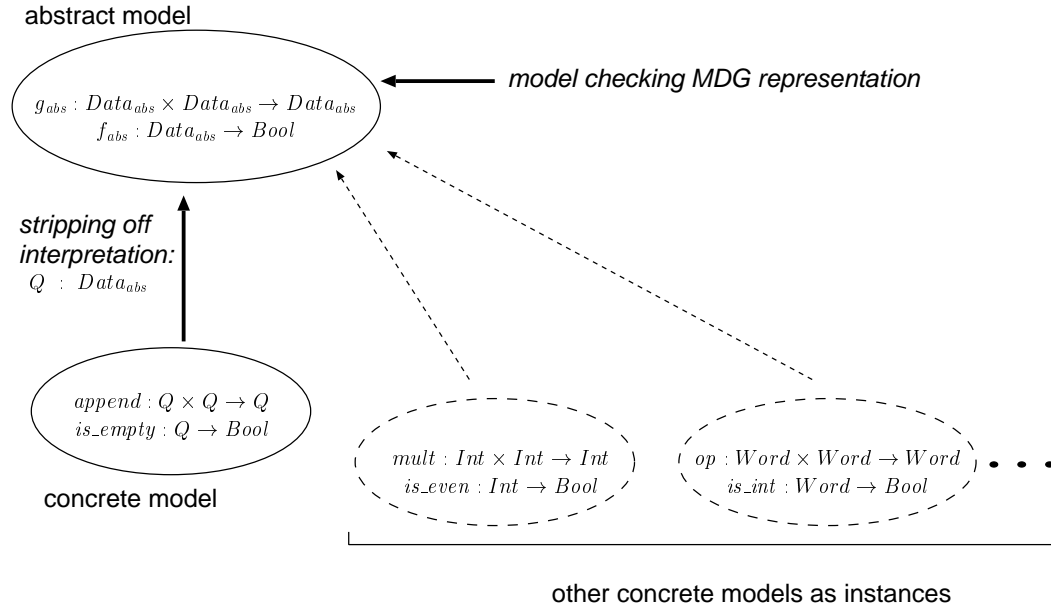 abstract model
model checking MDG representation
g_abs : Data_abs × Data_abs → Data_abs
f_abs : Data_abs → Bool
stripping off
interpretation:
Q : Data_abs
append : Q × Q → Q
is_empty : Q → Bool
concrete model
mult : Int × Int → Int
is_even : Int → Bool
op : Word × Word → Word
is_int : Word → Bool
other concrete models as instances